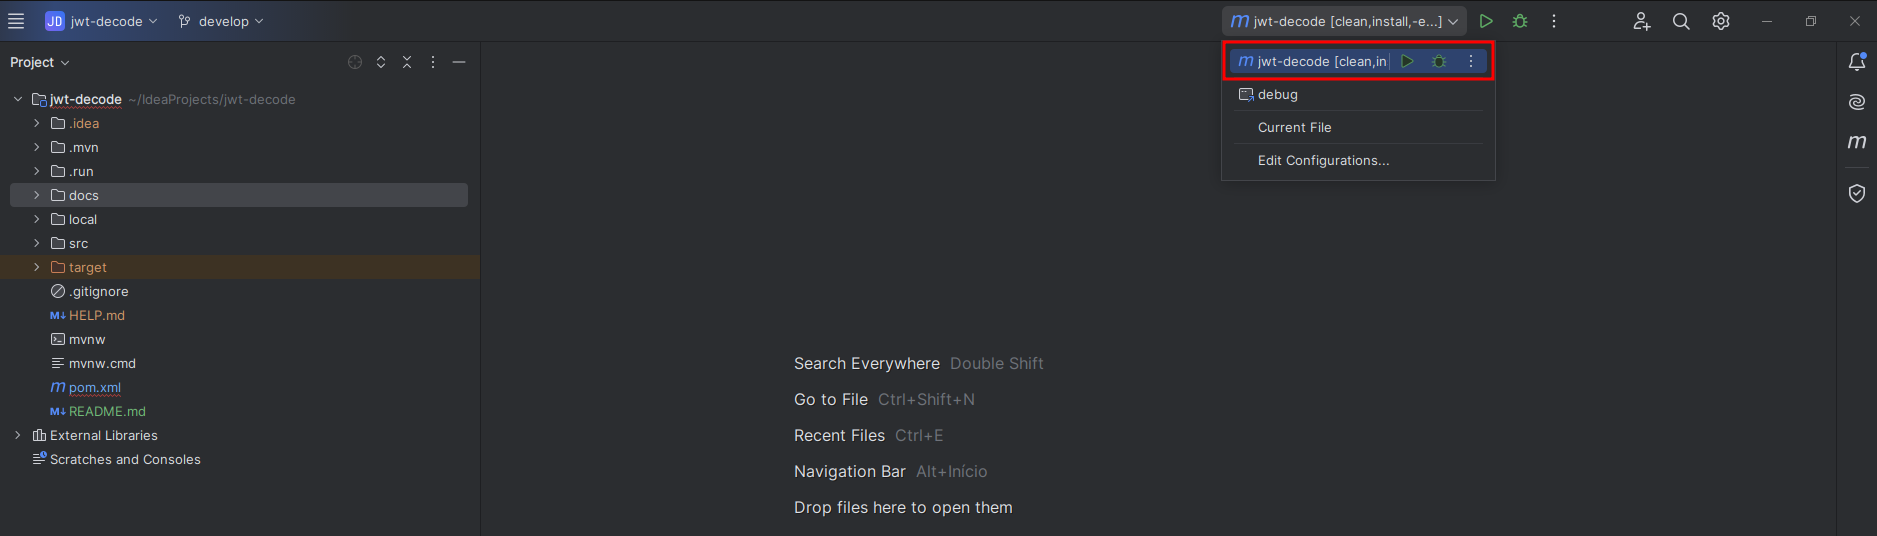 JD jwt-decode develop m jwt-decode [clean,install,-e...]
Project
m jwt-decode [clean,in
debug
Current File
Edit Configurations...
jwt-decode ~/IdeaProjects/jwt-decode
.idea
.mvn
.run
docs
local
src
target
.gitignore
M↓ HELP.md
mvnw
mvnw.cmd
m pom.xml
M↓ README.md
External Libraries
Scratches and Consoles
Search Everywhere Double Shift
Go to File Ctrl+Shift+N
Recent Files Ctrl+E
Navigation Bar Alt+Início
Drop files here to open them
m